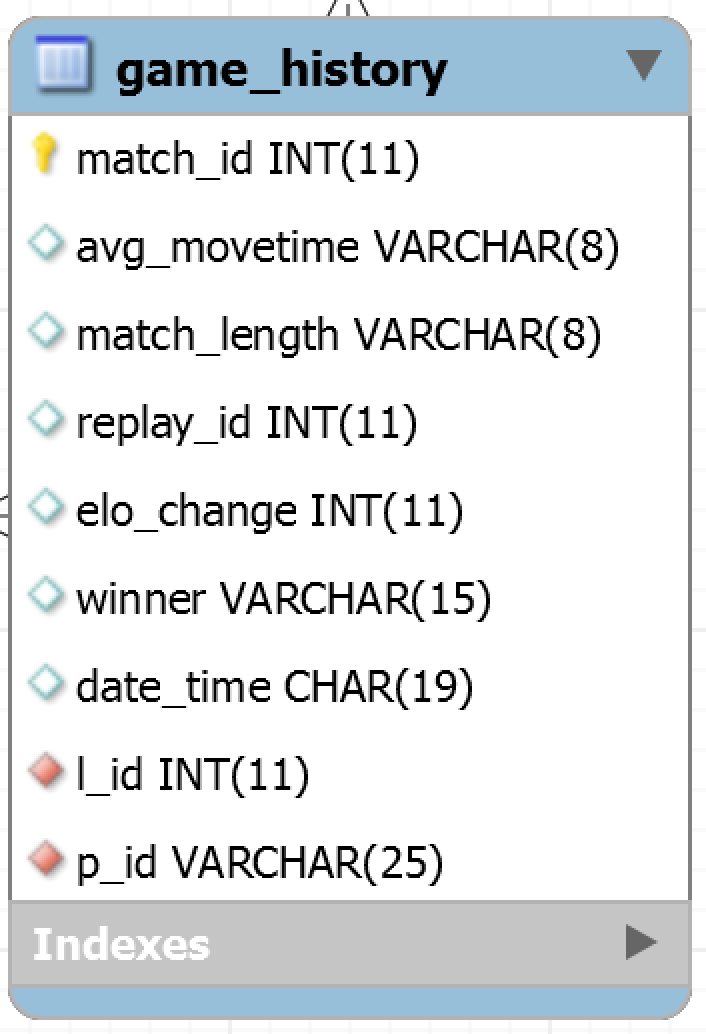 game_history
match_id INT(11)
avg_movetime VARCHAR(8)
match_length VARCHAR(8)
replay_id INT(11)
elo_change INT(11)
winner VARCHAR(15)
date_time CHAR(19)
l_id INT(11)
p_id VARCHAR(25)
Indexes